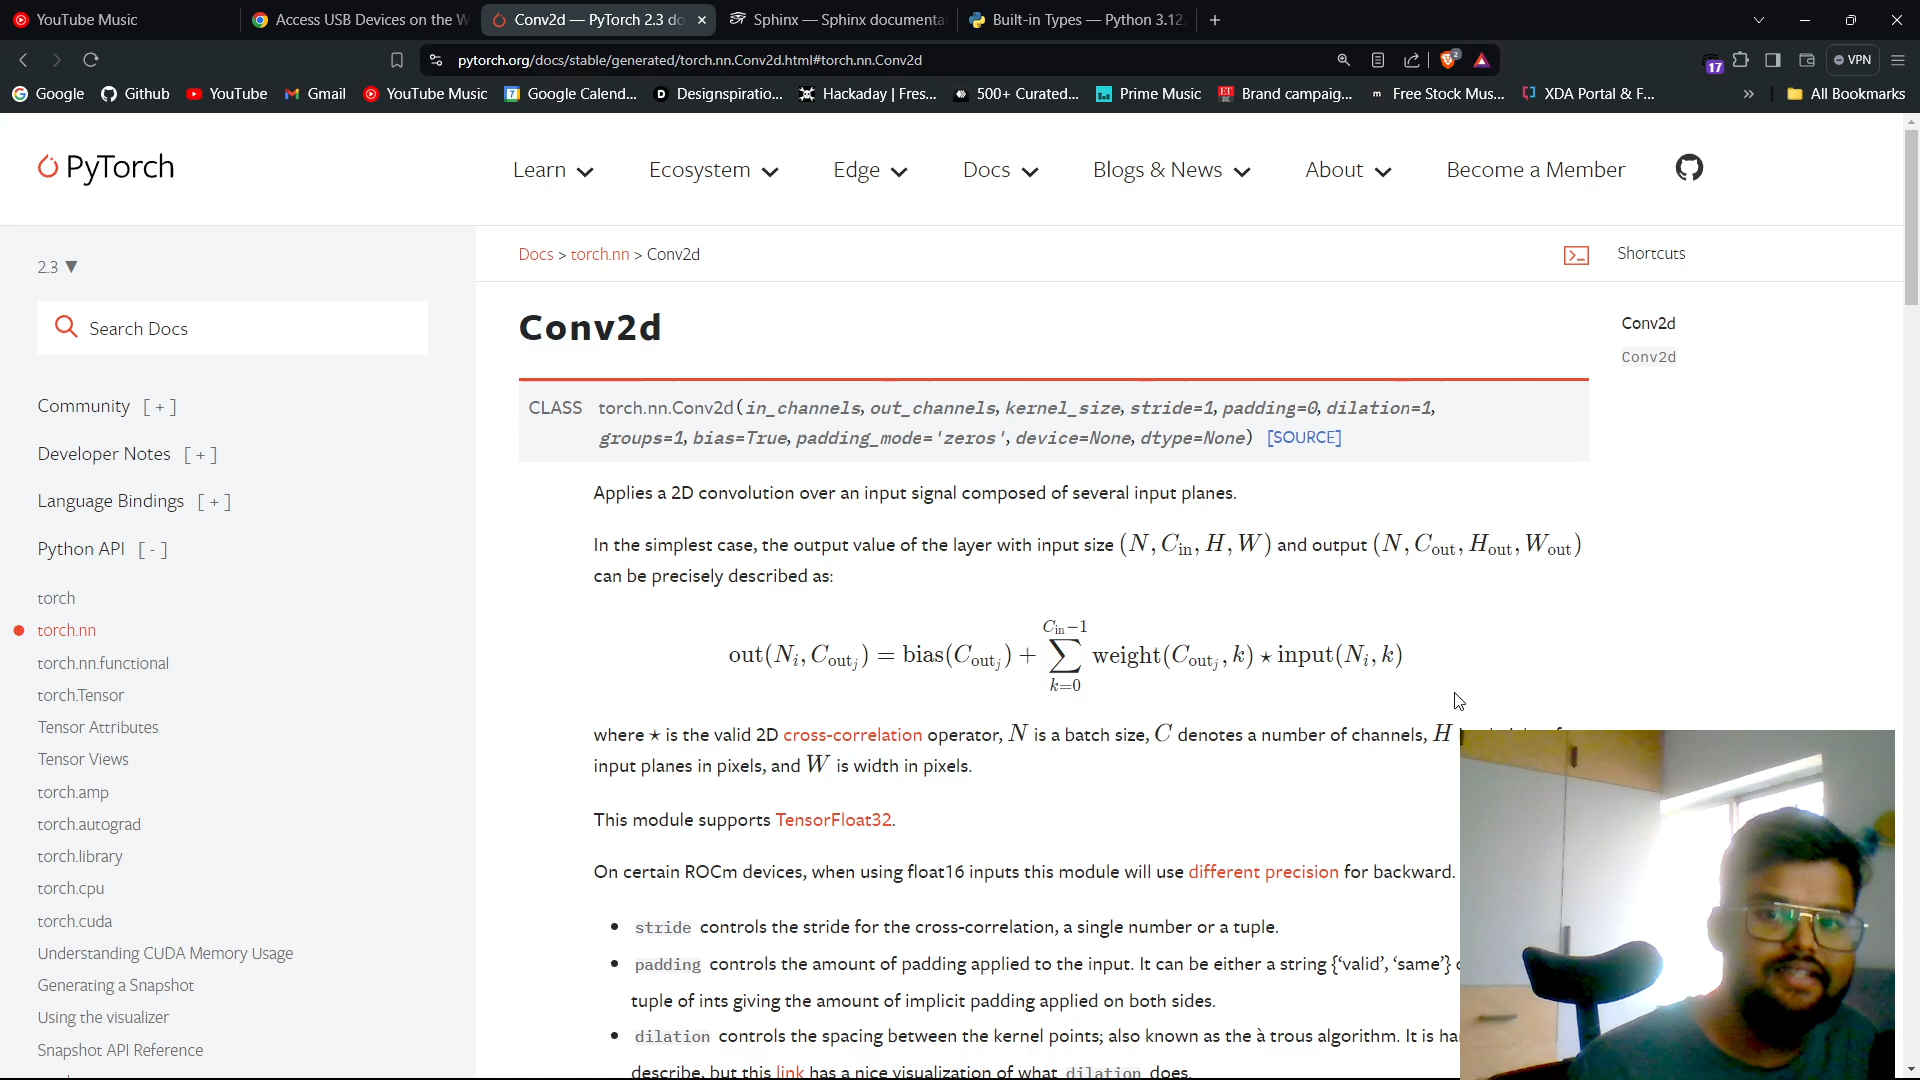 YouTube Music
Access USB Devices on the W
Conv2d — PyTorch 2.3 do
Sphinx — Sphinx documenta
Built-in Types — Python 3.12.
pytorch.org/docs/stable/generated/torch.nn.Conv2d.html#torch.nn.Conv2d
2
17
VPN
Google
Github
YouTube
Gmail
YouTube Music
Google Calend...
Designspiratio...
Hackaday | Fres...
500+ Curated...
Prime Music
Brand campaig...
Free Stock Mus...
XDA Portal & F...
»
All Bookmarks
PyTorch
Learn
Ecosystem
Edge
Docs
Blogs & News
About
Become a Member
2.3 ▼
Docs > torch.nn > Conv2d
Shortcuts
Search Docs
Conv2d
Conv2d
Conv2d
CLASS torch.nn.Conv2d(in_channels, out_channels, kernel_size, stride=1, padding=0, dilation=1,
groups=1, bias=True, padding_mode='zeros', device=None, dtype=None) [SOURCE]
Community [ + ]
Developer Notes [ + ]
Language Bindings [ + ]
Python API [ - ]
torch
torch.nn
torch.nn.functional
torch.Tensor
Tensor Attributes
Tensor Views
torch.amp
torch.autograd
torch.library
torch.cpu
torch.cuda
Understanding CUDA Memory Usage
Generating a Snapshot
Using the visualizer
Snapshot API Reference
Applies a 2D convolution over an input signal composed of several input planes.
In the simplest case, the output value of the layer with input size (N, C_in, H, W) and output (N, C_out, H_out, W_out)
can be precisely described as:
out(N_i, C_out_j) = bias(C_out_j) + ∑_{k=0}^{C_in−1} weight(C_out_j, k) ⋆ input(N_i, k)
where ⋆ is the valid 2D cross-correlation operator, N is a batch size, C denotes a number of channels, H
input planes in pixels, and W is width in pixels.
This module supports TensorFloat32.
On certain ROCm devices, when using float16 inputs this module will use different precision for backward.
• stride controls the stride for the cross-correlation, a single number or a tuple.
• padding controls the amount of padding applied to the input. It can be either a string {‘valid’, ‘same’}
tuple of ints giving the amount of implicit padding applied on both sides.
• dilation controls the spacing between the kernel points; also known as the à trous algorithm. It is ha
describe, but this link has a nice visualization of what dilation does.